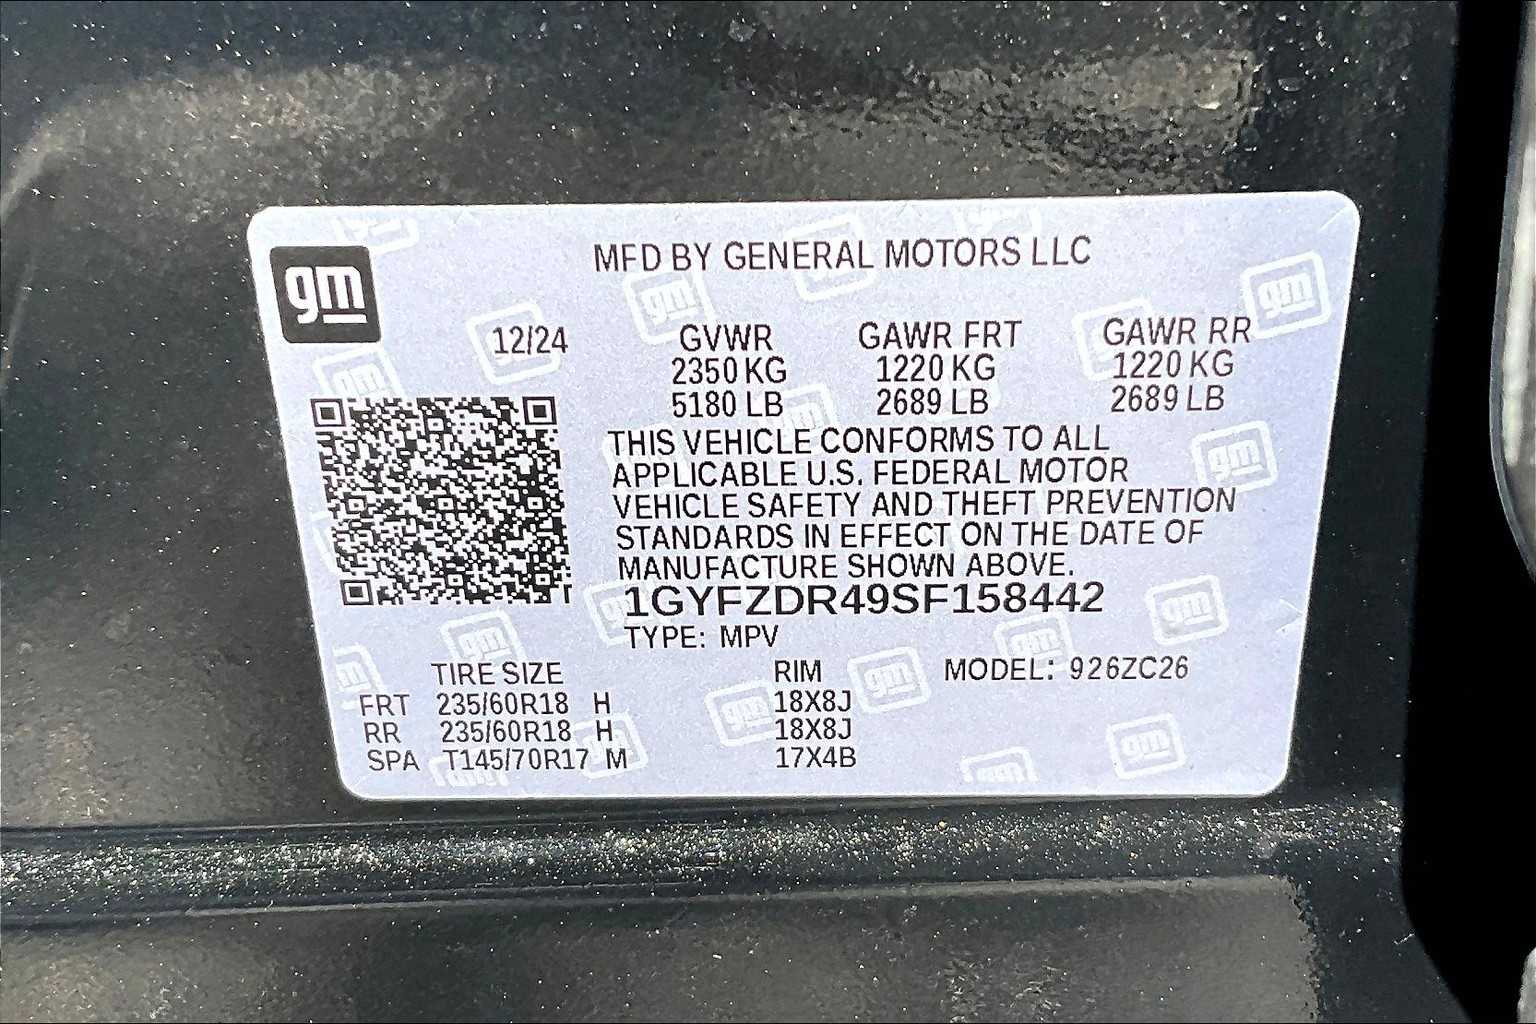 gm
MFD BY GENERAL MOTORS LLC
12/24 GVWR GAWR FRT GAWR RR
2350 KG 1220 KG 1220 KG
5180 LB 2689 LB 2689 LB
THIS VEHICLE CONFORMS TO ALL
APPLICABLE U.S. FEDERAL MOTOR
VEHICLE SAFETY AND THEFT PREVENTION
STANDARDS IN EFFECT ON THE DATE OF
MANUFACTURE SHOWN ABOVE.
1GYFZDR49SF158442
TYPE: MPV
TIRE SIZE RIM MODEL: 926ZC26
FRT 235/60R18 H 18X8J
RR 235/60R18 H 18X8J
SPA T145/70R17 M 17X4B